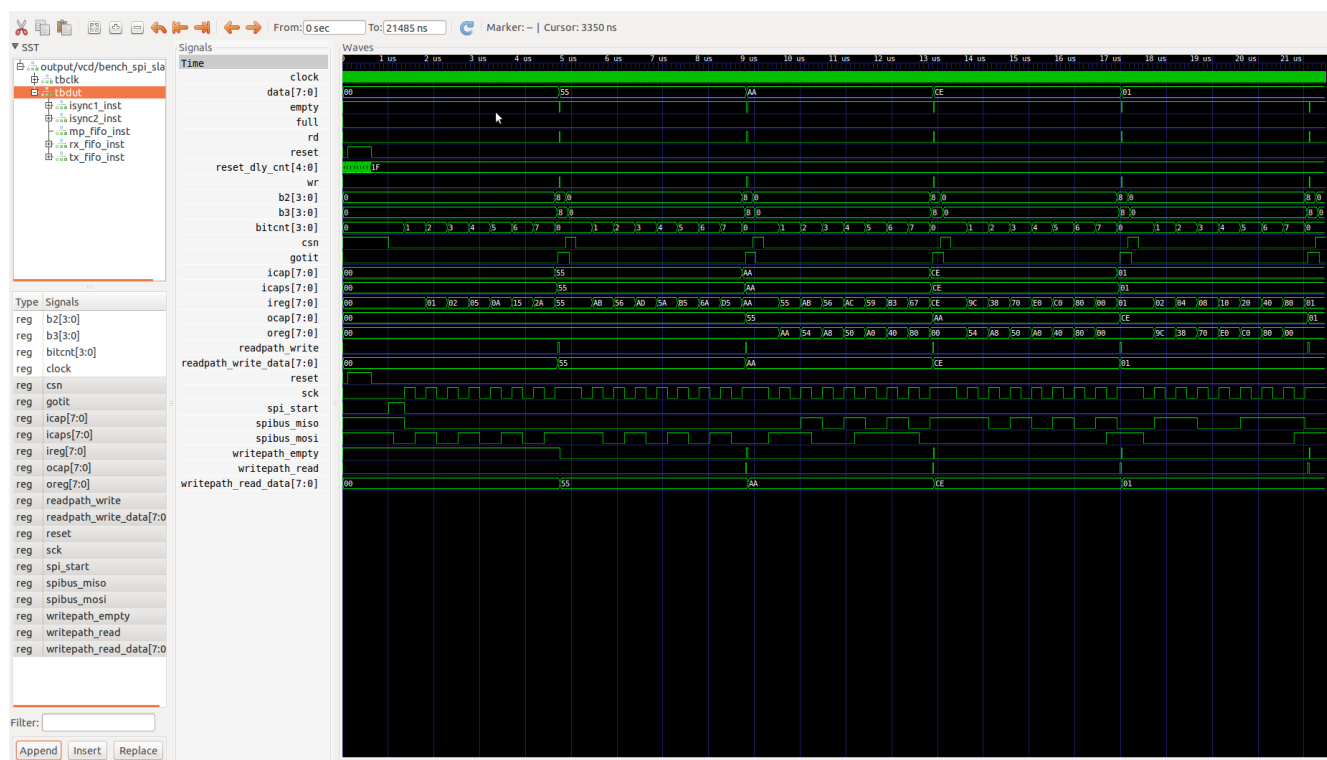 From: 0 sec To: 21485 ns Marker: -- | Cursor: 3350 ns
SST
output/vcd/bench_spi_sla
tbclk
tbdut
isync1_inst
isync2_inst
mp_fifo_inst
rx_fifo_inst
tx_fifo_inst
Type Signals
reg b2[3:0]
reg b3[3:0]
reg bitcnt[3:0]
reg clock
reg csn
reg gotit
reg icap[7:0]
reg icaps[7:0]
reg ireg[7:0]
reg ocap[7:0]
reg oreg[7:0]
reg readpath_write
reg readpath_write_data[7:0
reg reset
reg sck
reg spi_start
reg spibus_miso
reg spibus_mosi
reg writepath_empty
reg writepath_read
reg writepath_read_data[7:0
Filter:
Append Insert Replace
Signals
Time
clock
data[7:0]
empty
full
rd
reset
reset_dly_cnt[4:0]
wr
b2[3:0]
b3[3:0]
bitcnt[3:0]
csn
gotit
icap[7:0]
icaps[7:0]
ireg[7:0]
ocap[7:0]
oreg[7:0]
readpath_write
readpath_write_data[7:0]
reset
sck
spi_start
spibus_miso
spibus_mosi
writepath_empty
writepath_read
writepath_read_data[7:0]
Waves
1 us 2 us 3 us 4 us 5 us 6 us 7 us 8 us 9 us 10 us 11 us 12 us 13 us 14 us 15 us 16 us 17 us 18 us 19 us 20 us 21 us
00 55 AA CE 01
1F
0 8 0 8 0 8 0 8 0 8 0
0 8 0 8 0 8 0 8 0 8 0
0 1 2 3 4 5 6 7 0 1 2 3 4 5 6 7 0 1 2 3 4 5 6 7 0 1 2 3 4 5 6 7 0 1 2 3 4 5 6 7 0
00 55 AA CE 01
00 55 AA CE 01
00 01 02 05 0A 15 2A 55 AB 56 AD 5A B5 6A D5 AA 55 AB 56 AC 59 B3 67 CE 9C 38 70 E0 C0 80 00 01 02 04 08 10 20 40 80 01
00 55 AA CE 01
00 AA 54 A8 50 A0 40 80 00 54 A8 50 A0 40 80 00 9C 38 70 E0 C0 80 00
00 55 AA CE 01
00 55 AA CE 01